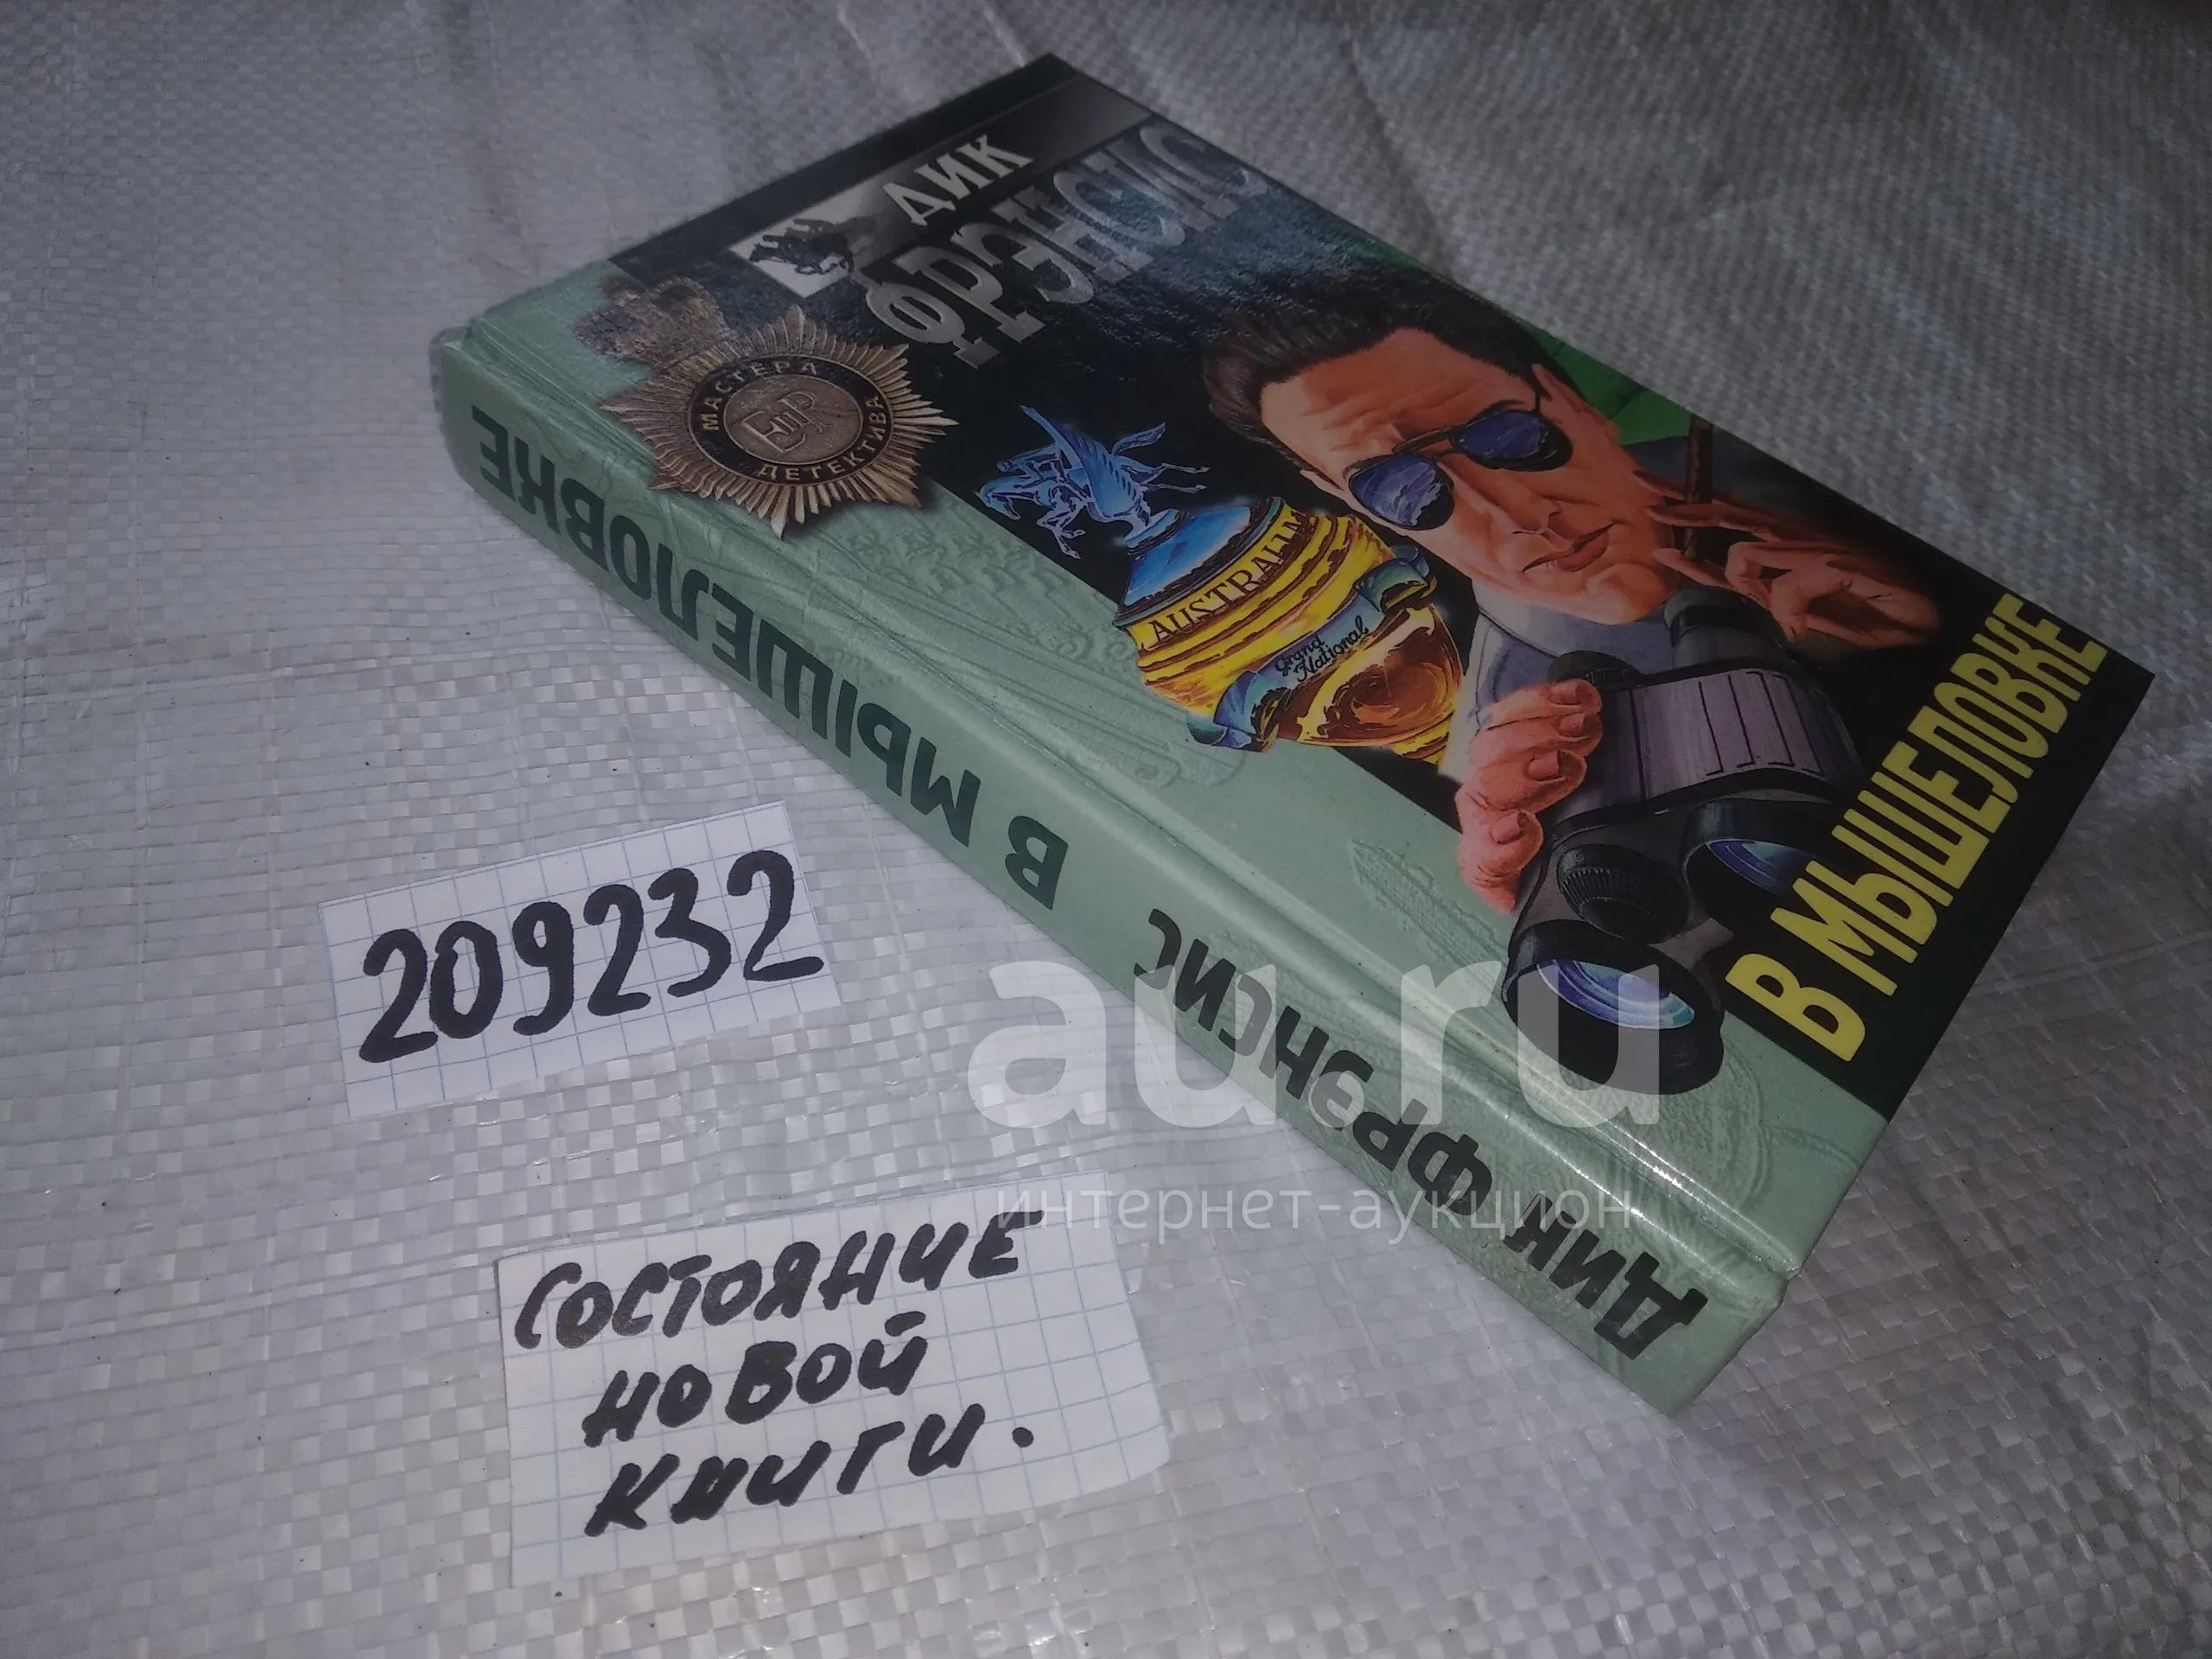 ДИК
ФРЭНСИС
МАСТЕРА
EIIR
ДЕТЕКТИВА
AUSTRALIAN
Grand
National
В МЫШЕЛОВКЕ
ДИК ФРЭНСИС В МЫШЕЛОВКЕ
209232
СОСТОЯНИЕ
НОВОЙ
КНИГИ.
au.ru
интернет-аукцион